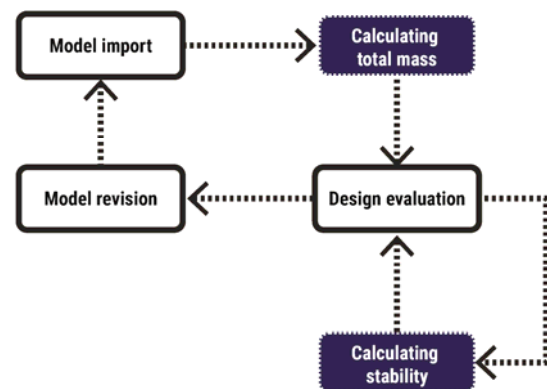 Model import
Calculating
total mass
Model revision
Design evaluation
Calculating
stability